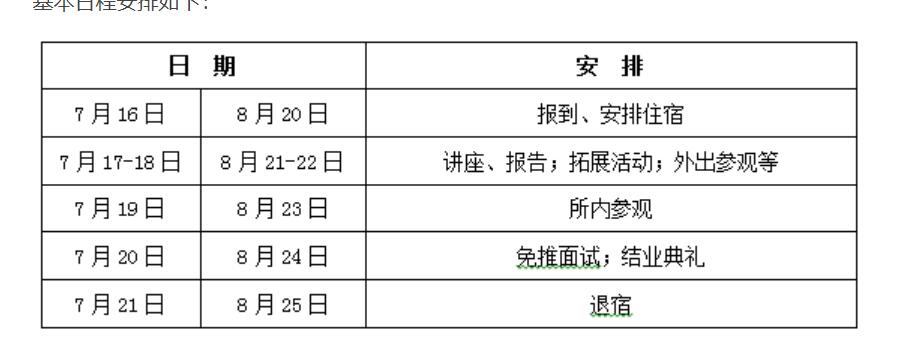 基本日程安排如下：
日 期 安 排
7月16日 8月20日 报到、安排住宿
7月17-18日 8月21-22日 讲座、报告；拓展活动；外出参观等
7月19日 8月23日 所内参观
7月20日 8月24日 免推面试；结业典礼
7月21日 8月25日 退宿